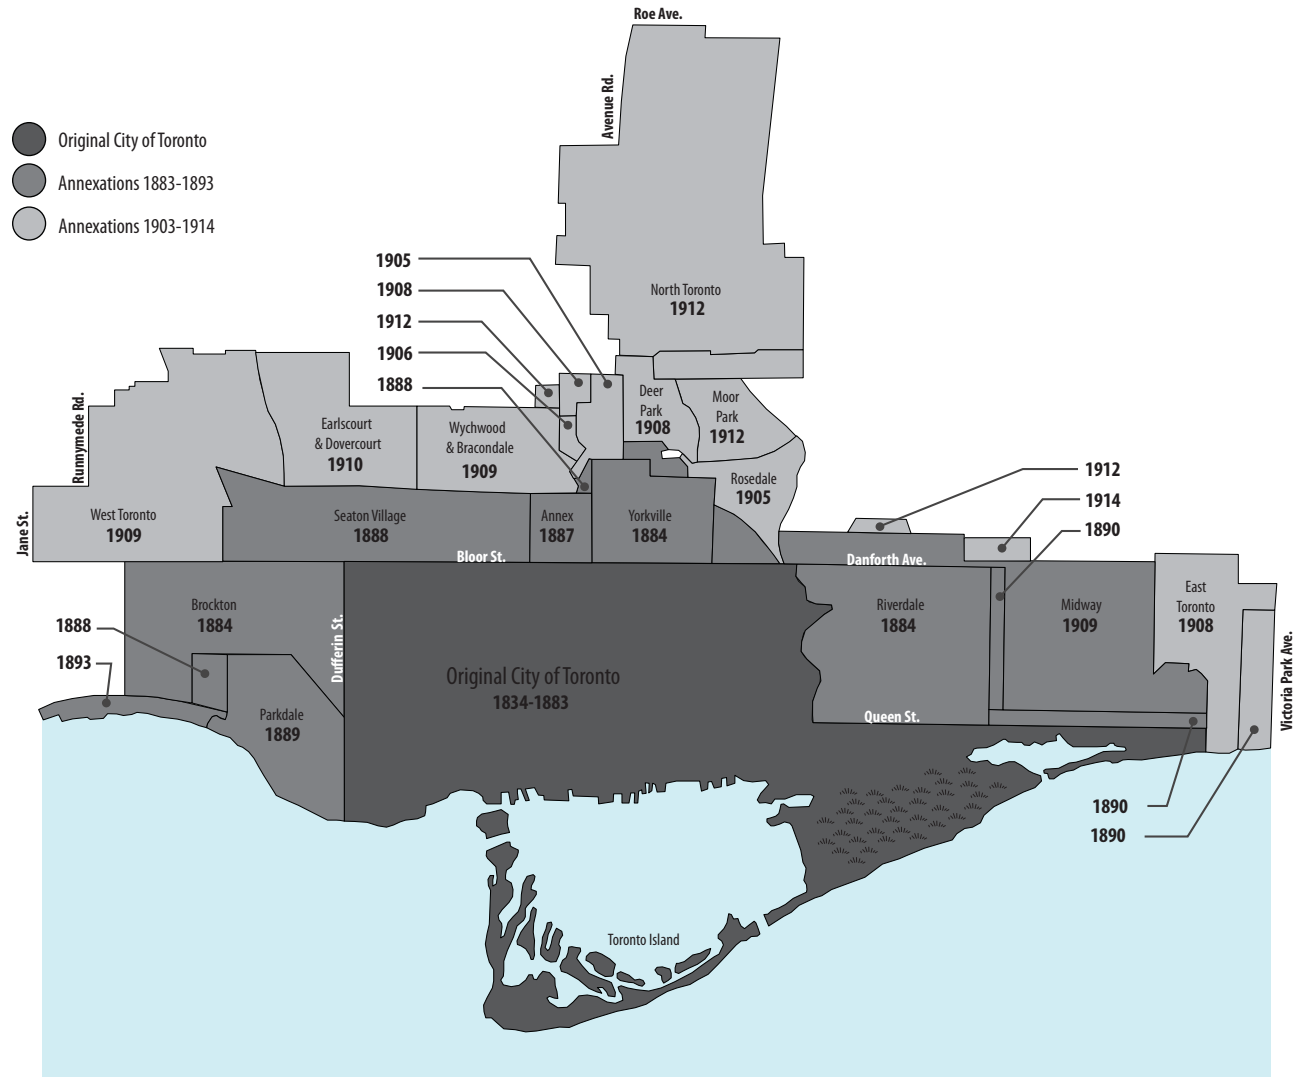 Roe Ave.
Avenue Rd.
Original City of Toronto
Annexations 1883-1893
Annexations 1903-1914
1905
1908
1912
1906
1888
North Toronto
1912
Runnymede Rd.
Earlscourt
& Dovercourt
1910
Wychwood
& Bracondale
1909
Deer
Park
1908
Moor
Park
1912
Rosedale
1905
1912
1914
1890
Jane St.
West Toronto
1909
Seaton Village
1888
Annex
1887
Yorkville
1884
Bloor St.
Danforth Ave.
Brockton
1884
Dufferin St.
Riverdale
1884
Midway
1909
East
Toronto
1908
Victoria Park Ave.
1888
1893
Parkdale
1889
Original City of Toronto
1834-1883
Queen St.
1890
1890
Toronto Island